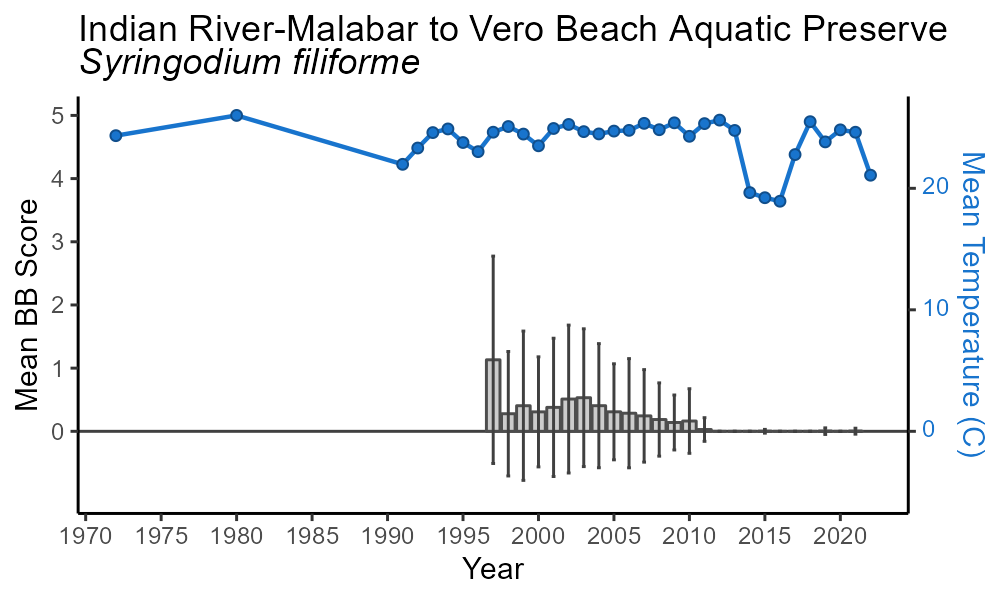 Indian River-Malabar to Vero Beach Aquatic Preserve
Syringodium filiforme
5
4
3
2
1
0
Mean BB Score
20
10
0
Mean Temperature (C)
1970 1975 1980 1985 1990 1995 2000 2005 2010 2015 2020
Year